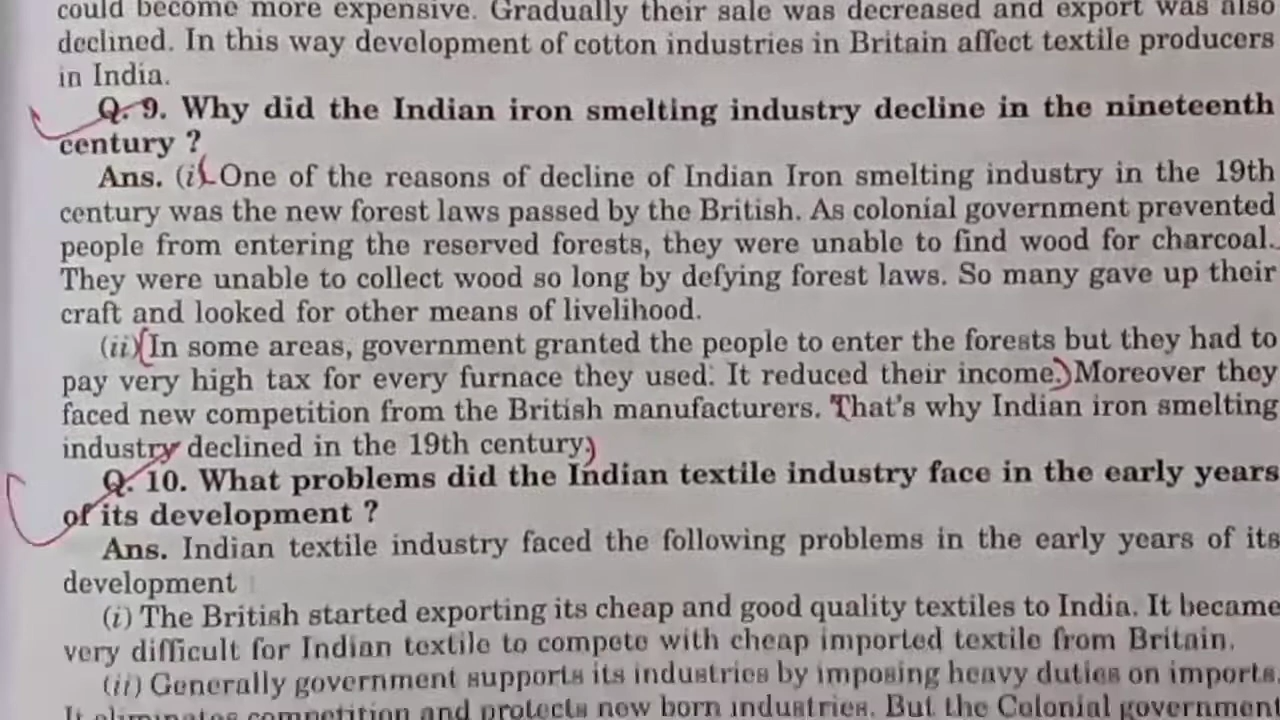 could become more expensive. Gradually their sale was decreased and export was also
declined. In this way development of cotton industries in Britain affect textile producers
in India.
Q. 9. Why did the Indian iron smelting industry decline in the nineteenth
century ?
Ans. (i) One of the reasons of decline of Indian Iron smelting industry in the 19th
century was the new forest laws passed by the British. As colonial government prevented
people from entering the reserved forests, they were unable to find wood for charcoal.
They were unable to collect wood so long by defying forest laws. So many gave up their
craft and looked for other means of livelihood.
(ii) In some areas, government granted the people to enter the forests but they had to
pay very high tax for every furnace they used. It reduced their income. Moreover they
faced new competition from the British manufacturers. That's why Indian iron smelting
industry declined in the 19th century.
Q. 10. What problems did the Indian textile industry face in the early years
of its development ?
Ans. Indian textile industry faced the following problems in the early years of its
development
(i) The British started exporting its cheap and good quality textiles to India. It became
very difficult for Indian textile to compete with cheap imported textile from Britain.
(ii) Generally government supports its industries by imposing heavy duties on imports.
It eliminates competition and protects new born industries. But the Colonial government